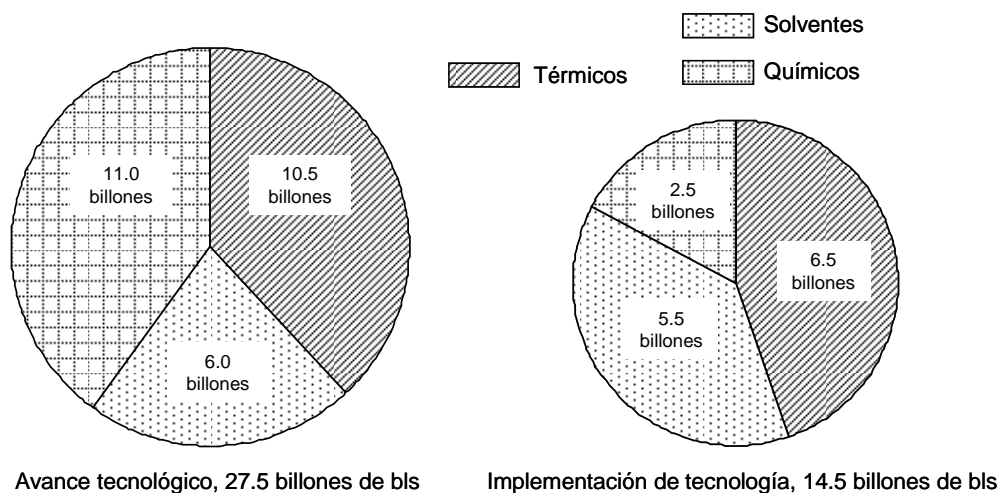 Solventes
Térmicos
Químicos
11.0
billones
10.5
billones
6.0
billones
2.5
billones
6.5
billones
5.5
billones
Avance tecnológico, 27.5 billones de bls
Implementación de tecnología, 14.5 billones de bls